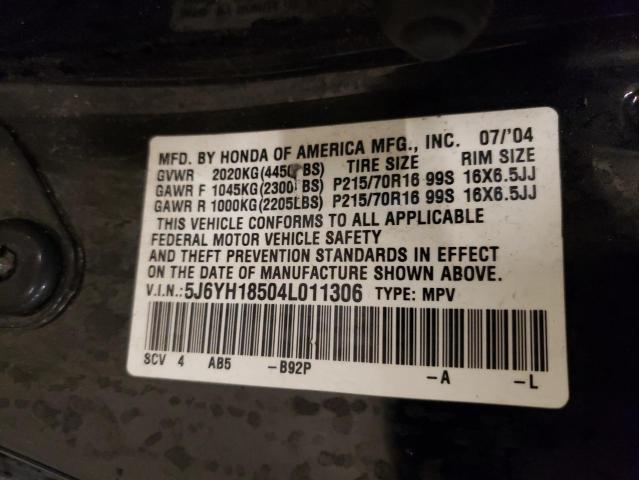 MFD. BY HONDA OF AMERICA MFG., INC. 07/'04
GVWR 2020KG(4450LBS) TIRE SIZE RIM SIZE
GAWR F 1045KG(2300LBS) P215/70R16 99S 16X6.5JJ
GAWR R 1000KG(2205LBS) P215/70R16 99S 16X6.5JJ
THIS VEHICLE CONFORMS TO ALL APPLICABLE
FEDERAL MOTOR VEHICLE SAFETY
AND THEFT PREVENTION STANDARDS IN EFFECT
ON THE DATE OF MANUFACTURE SHOWN ABOVE.
V.I.N.:5J6YH18504L011306 TYPE: MPV
SCV 4 AB5 -B92P -A -L